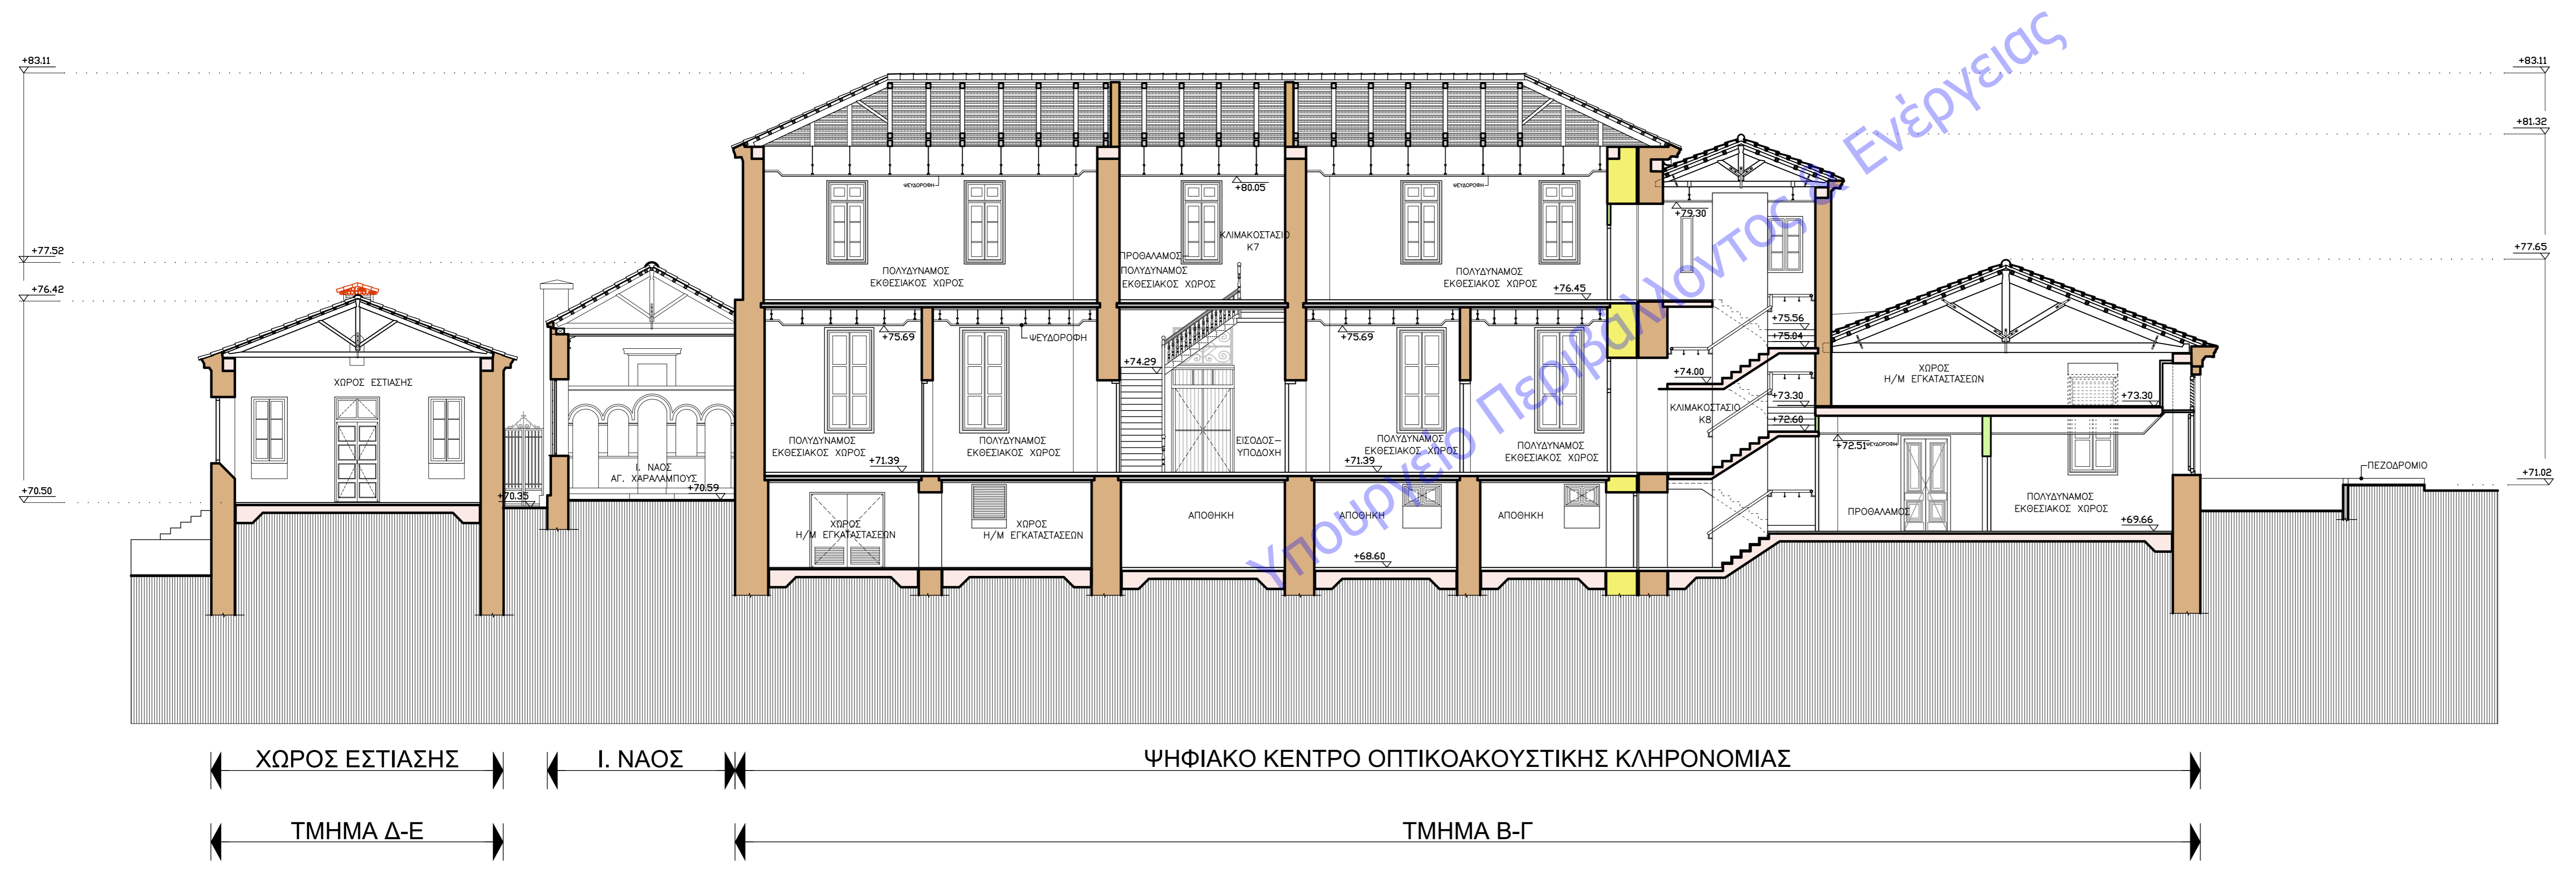 +83.11
+83.11
+81.32
ΨΕΥΔΟΡΟΦΗ
+80.05
ΨΕΥΔΟΡΟΦΗ
+79.30
ΚΛΙΜΑΚΟΣΤΑΣΙΟ
Κ7
+77.52
+77.65
ΠΡΟΘΑΛΑΜΟΣ-
ΠΟΛΥΔΥΝΑΜΟΣ
ΕΚΘΕΣΙΑΚΟΣ ΧΩΡΟΣ
ΠΟΛΥΔΥΝΑΜΟΣ
ΕΚΘΕΣΙΑΚΟΣ ΧΩΡΟΣ
ΠΟΛΥΔΥΝΑΜΟΣ
ΕΚΘΕΣΙΑΚΟΣ ΧΩΡΟΣ
+76.42
+76.45
+75.56
+75.04
+75.69
ΨΕΥΔΟΡΟΦΗ
+75.69
+74.29
+74.00
ΧΩΡΟΣ ΕΣΤΙΑΣΗΣ
ΧΩΡΟΣ
Η/Μ ΕΓΚΑΤΑΣΤΑΣΕΩΝ
+73.30
+73.30
ΚΛΙΜΑΚΟΣΤΑΣΙΟ
Κ8
+72.60
ΠΟΛΥΔΥΝΑΜΟΣ
ΕΚΘΕΣΙΑΚΟΣ ΧΩΡΟΣ
ΠΟΛΥΔΥΝΑΜΟΣ
ΕΚΘΕΣΙΑΚΟΣ ΧΩΡΟΣ
ΕΙΣΟΔΟΣ-
ΥΠΟΔΟΧΗ
ΠΟΛΥΔΥΝΑΜΟΣ
ΕΚΘΕΣΙΑΚΟΣ ΧΩΡΟΣ
ΠΟΛΥΔΥΝΑΜΟΣ
ΕΚΘΕΣΙΑΚΟΣ ΧΩΡΟΣ
+72.51
ΨΕΥΔΟΡΟΦΗ
+71.39
+71.39
Ι. ΝΑΟΣ
ΑΓ. ΧΑΡΑΛΑΜΠΟΥΣ
ΠΕΖΟΔΡΟΜΙΟ
+71.02
+70.50
+70.35
+70.59
ΧΩΡΟΣ
Η/Μ ΕΓΚΑΤΑΣΤΑΣΕΩΝ
ΧΩΡΟΣ
Η/Μ ΕΓΚΑΤΑΣΤΑΣΕΩΝ
ΑΠΟΘΗΚΗ
ΑΠΟΘΗΚΗ
ΑΠΟΘΗΚΗ
ΠΡΟΘΑΛΑΜΟΣ
ΠΟΛΥΔΥΝΑΜΟΣ
ΕΚΘΕΣΙΑΚΟΣ ΧΩΡΟΣ
+69.66
+68.60
Υπουργείο Περιβάλλοντος & Ενέργειας
ΧΩΡΟΣ ΕΣΤΙΑΣΗΣ
Ι. ΝΑΟΣ
ΨΗΦΙΑΚΟ ΚΕΝΤΡΟ ΟΠΤΙΚΟΑΚΟΥΣΤΙΚΗΣ ΚΛΗΡΟΝΟΜΙΑΣ
ΤΜΗΜΑ Δ-Ε
ΤΜΗΜΑ Β-Γ